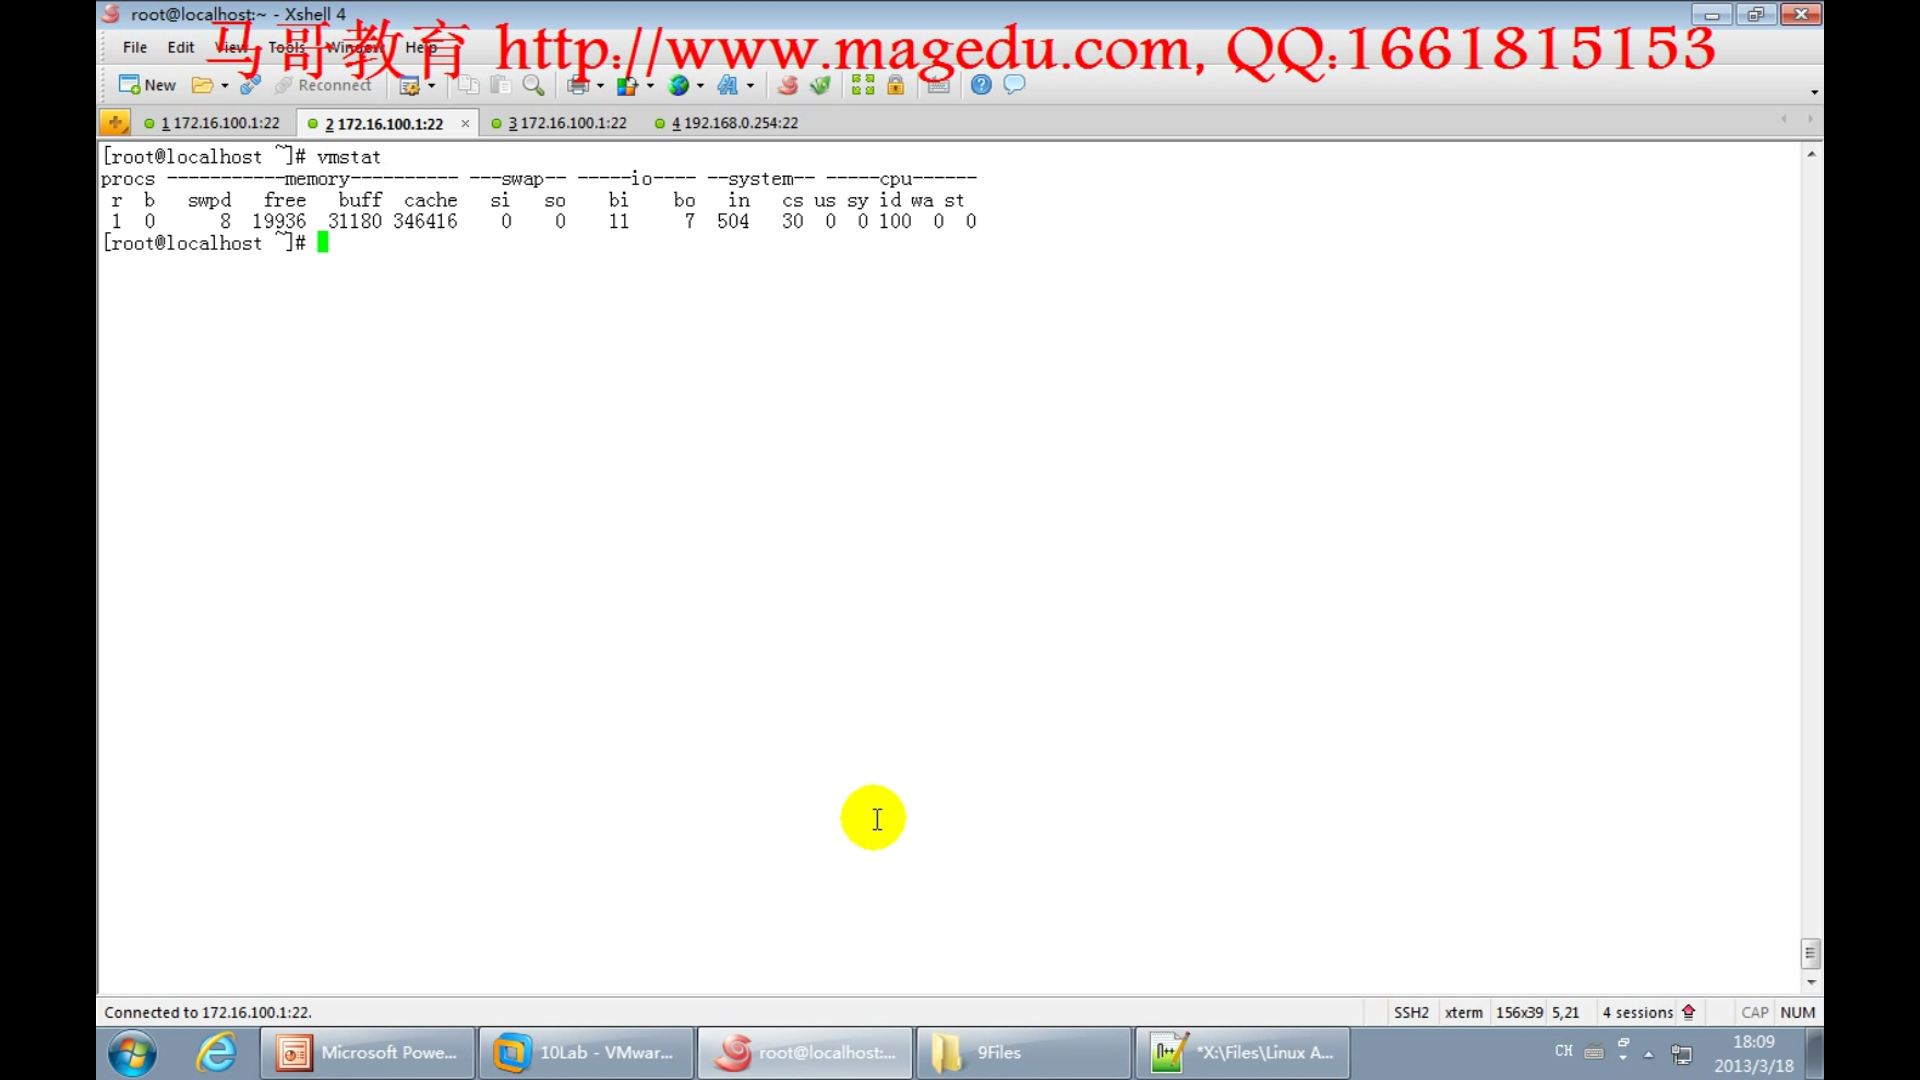 root@localhost:~ - Xshell 4
马哥教育 http://www.magedu.com, QQ:1661815153
File Edit View Tools Window Help
New Reconnect
1 172.16.100.1:22 2 172.16.100.1:22 3 172.16.100.1:22 4 192.168.0.254:22
[root@localhost ~]# vmstat
procs -----------memory---------- ---swap-- -----io---- --system-- -----cpu------
r b swpd free buff cache si so bi bo in cs us sy id wa st
1 0 8 19936 31180 346416 0 0 11 7 504 30 0 0 100 0 0
[root@localhost ~]#
Connected to 172.16.100.1:22. SSH2 xterm 156x39 5,21 4 sessions CAP NUM
Microsoft Powe... 10Lab - VMwar... root@localhost:... 9Files *X:\Files\Linux A... CH 18:09
2013/3/18